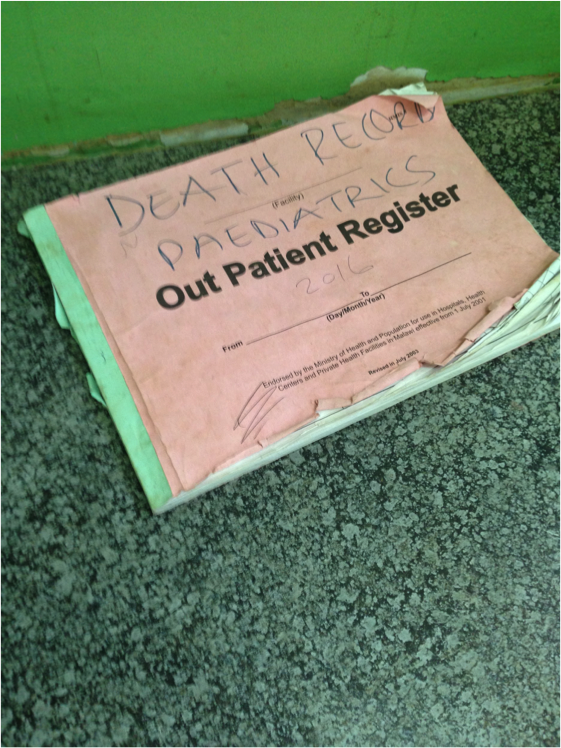 DEATH RECORD
(Facility)
PAEDIATRICS
Out Patient Register
2016
From To
(Day/Month/Year)
Endorsed by the Ministry of Health and Population for use in Hospitals, Health
Centers and Private Health Facilities in Malawi effective from 1 July 2001
Revised in July 2003